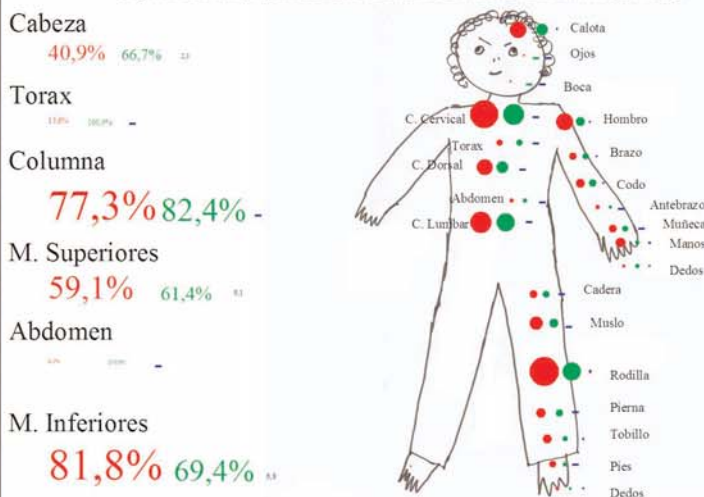 Cabeza
40,9% 66,7% 2,3
Torax
–
Columna
77,3% 82,4% –
M. Superiores
59,1% 61,4%
Abdomen
–
M. Inferiores
81,8% 69,4%
Calota
Ojos
Boca
C. Cervical
Hombro
Torax
Brazo
C. Dorsal
Codo
Abdomen
Antebrazo
Muñeca
C. Lumbar
Manos
Dedos
Cadera
Muslo
Rodilla
Pierna
Tobillo
Pies
Dedos